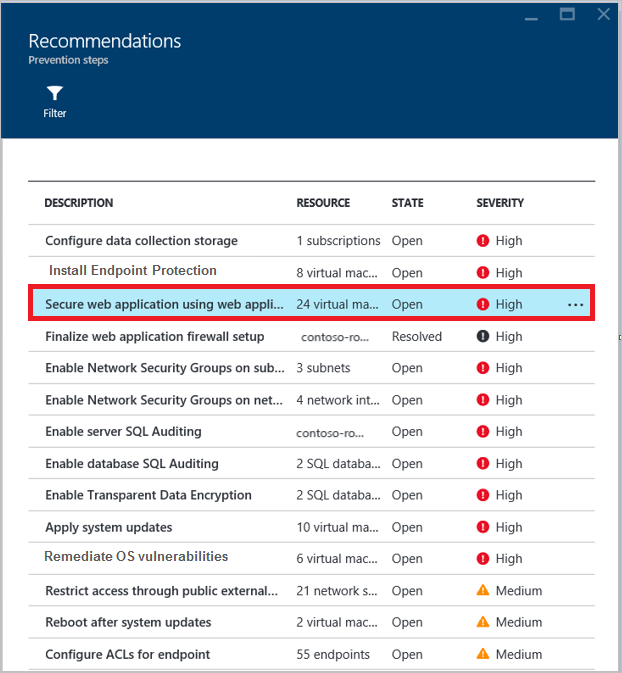 Recommendations
Prevention steps
Filter
DESCRIPTION RESOURCE STATE SEVERITY
Configure data collection storage 1 subscriptions Open High
Install Endpoint Protection 8 virtual mac... Open High
Secure web application using web appli... 24 virtual ma... Open High ...
Finalize web application firewall setup contoso-ro... Resolved High
Enable Network Security Groups on sub... 3 subnets Open High
Enable Network Security Groups on net... 4 network int... Open High
Enable server SQL Auditing contoso-ro... Open High
Enable database SQL Auditing 2 SQL databa... Open High
Enable Transparent Data Encryption 2 SQL databa... Open High
Apply system updates 10 virtual ma... Open High
Remediate OS vulnerabilities 6 virtual mac... Open High
Restrict access through public external... 21 network s... Open Medium
Reboot after system updates 2 virtual mac... Open Medium
Configure ACLs for endpoint 55 endpoints Open Medium